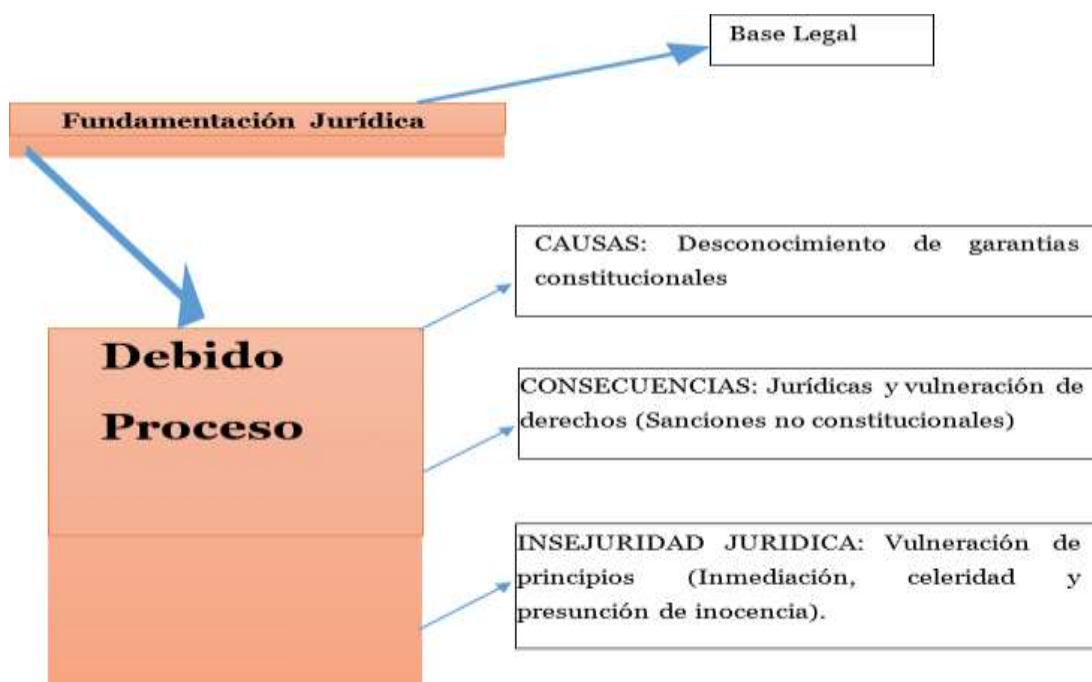 Base Legal
Fundamentación Jurídica
CAUSAS: Desconocimiento de garantias
constitucionales
Debido
Proceso
CONSECUENCIAS: Jurídicas y vulneración de
derechos (Sanciones no constitucionales)
INSEJURIDAD JURIDICA: Vulneración de
principios (Inmediación, celeridad y
presunción de inocencia).